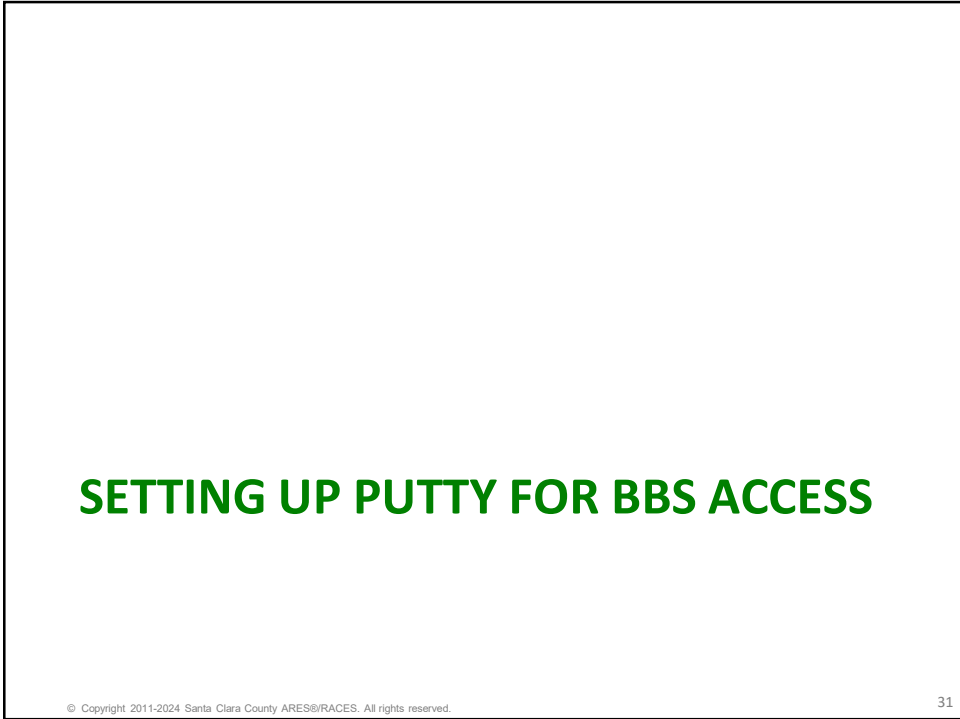 SETTING UP PUTTY FOR BBS ACCESS
© Copyright 2011-2024 Santa Clara County ARES®/RACES. All rights reserved.
31